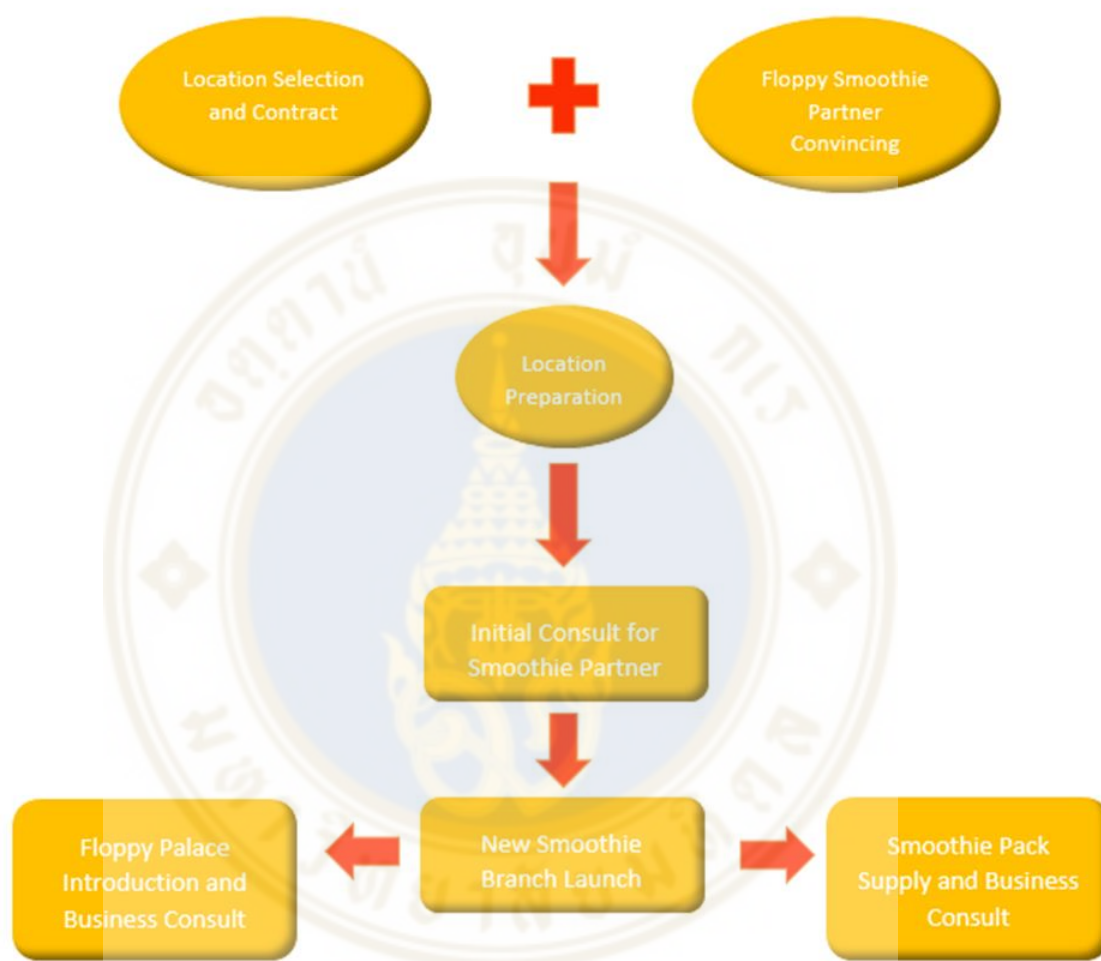 Location Selection
and Contract
Floppy Smoothie
Partner
Convincing
Location
Preparation
Initial Consult for
Smoothie Partner
New Smoothie
Branch Launch
Floppy Palace
Introduction and
Business Consult
Smoothie Pack
Supply and Business
Consult